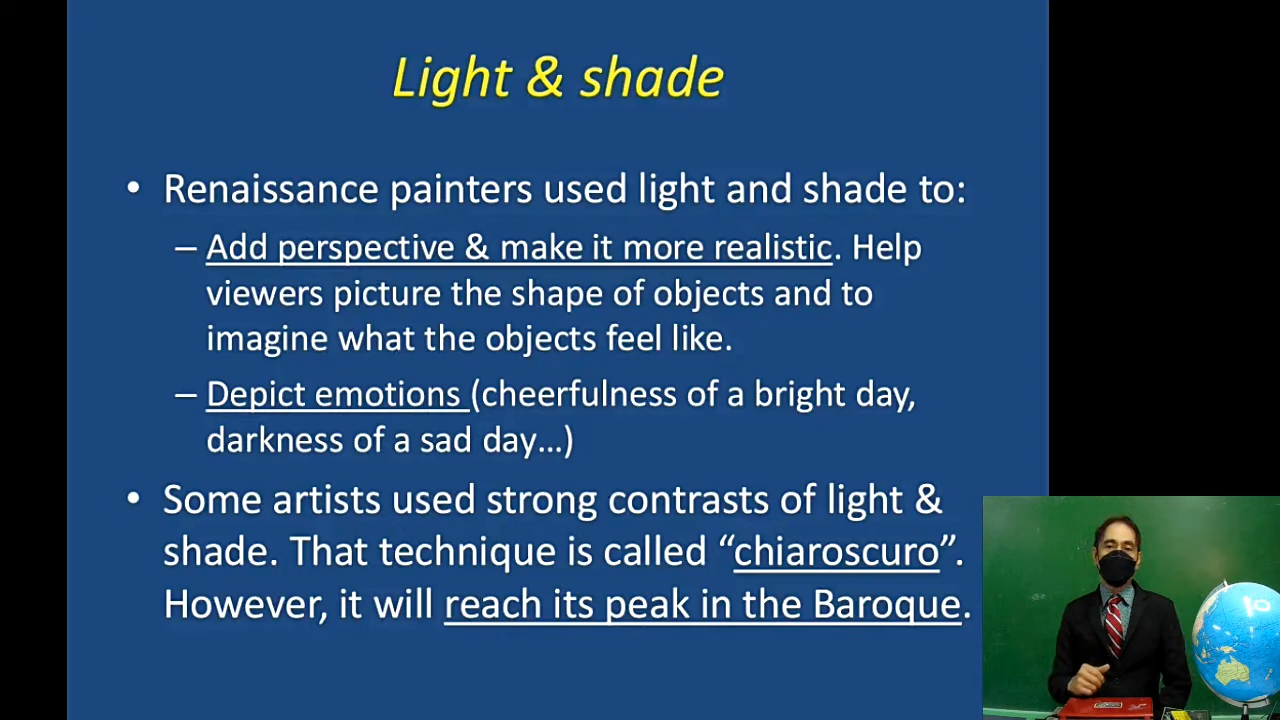 Light & shade
• Renaissance painters used light and shade to:
– Add perspective & make it more realistic. Help
viewers picture the shape of objects and to
imagine what the objects feel like.
– Depict emotions (cheerfulness of a bright day,
darkness of a sad day…)
• Some artists used strong contrasts of light &
shade. That technique is called “chiaroscuro”.
However, it will reach its peak in the Baroque.